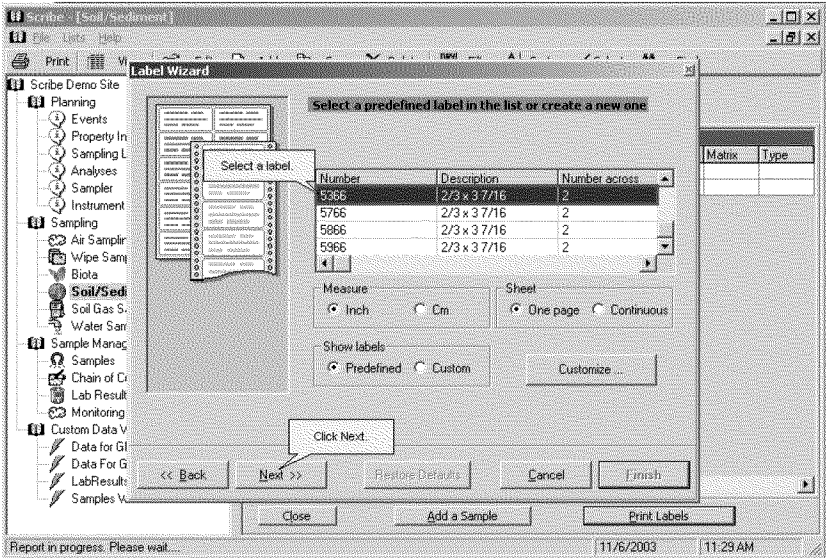 Scribe - [Soil/Sediment]
File Lists Help
Print
Label Wizard
Scribe Demo Site
Planning
Events
Property In
Sampling L
Analyses
Sampler
Instrument
Sampling
Air Samplin
Wipe Sam
Biota
Soil/Sedi
Soil Gas S
Water Sam
Sample Manag
Samples
Chain of C
Lab Result
Monitoring
Custom Data V
Data for GI
Data For G
LabResults
Samples V
Select a predefined label in the list or create a new one
Select a label.
Number Description Number across
5366 2/3 x 3 7/16 2
5766 2/3 x 3 7/16 2
5866 2/3 x 3 7/16 2
5966 2/3 x 3 7/16 2
Matrix Type
Measure
Inch Cm
Sheet
One page Continuous
Show labels
Predefined Custom
Customize ...
Click Next.
<< Back Next >> Restore Defaults Cancel Finish
Close Add a Sample Print Labels
Report in progress. Please wait....
11/6/2003 11:29 AM